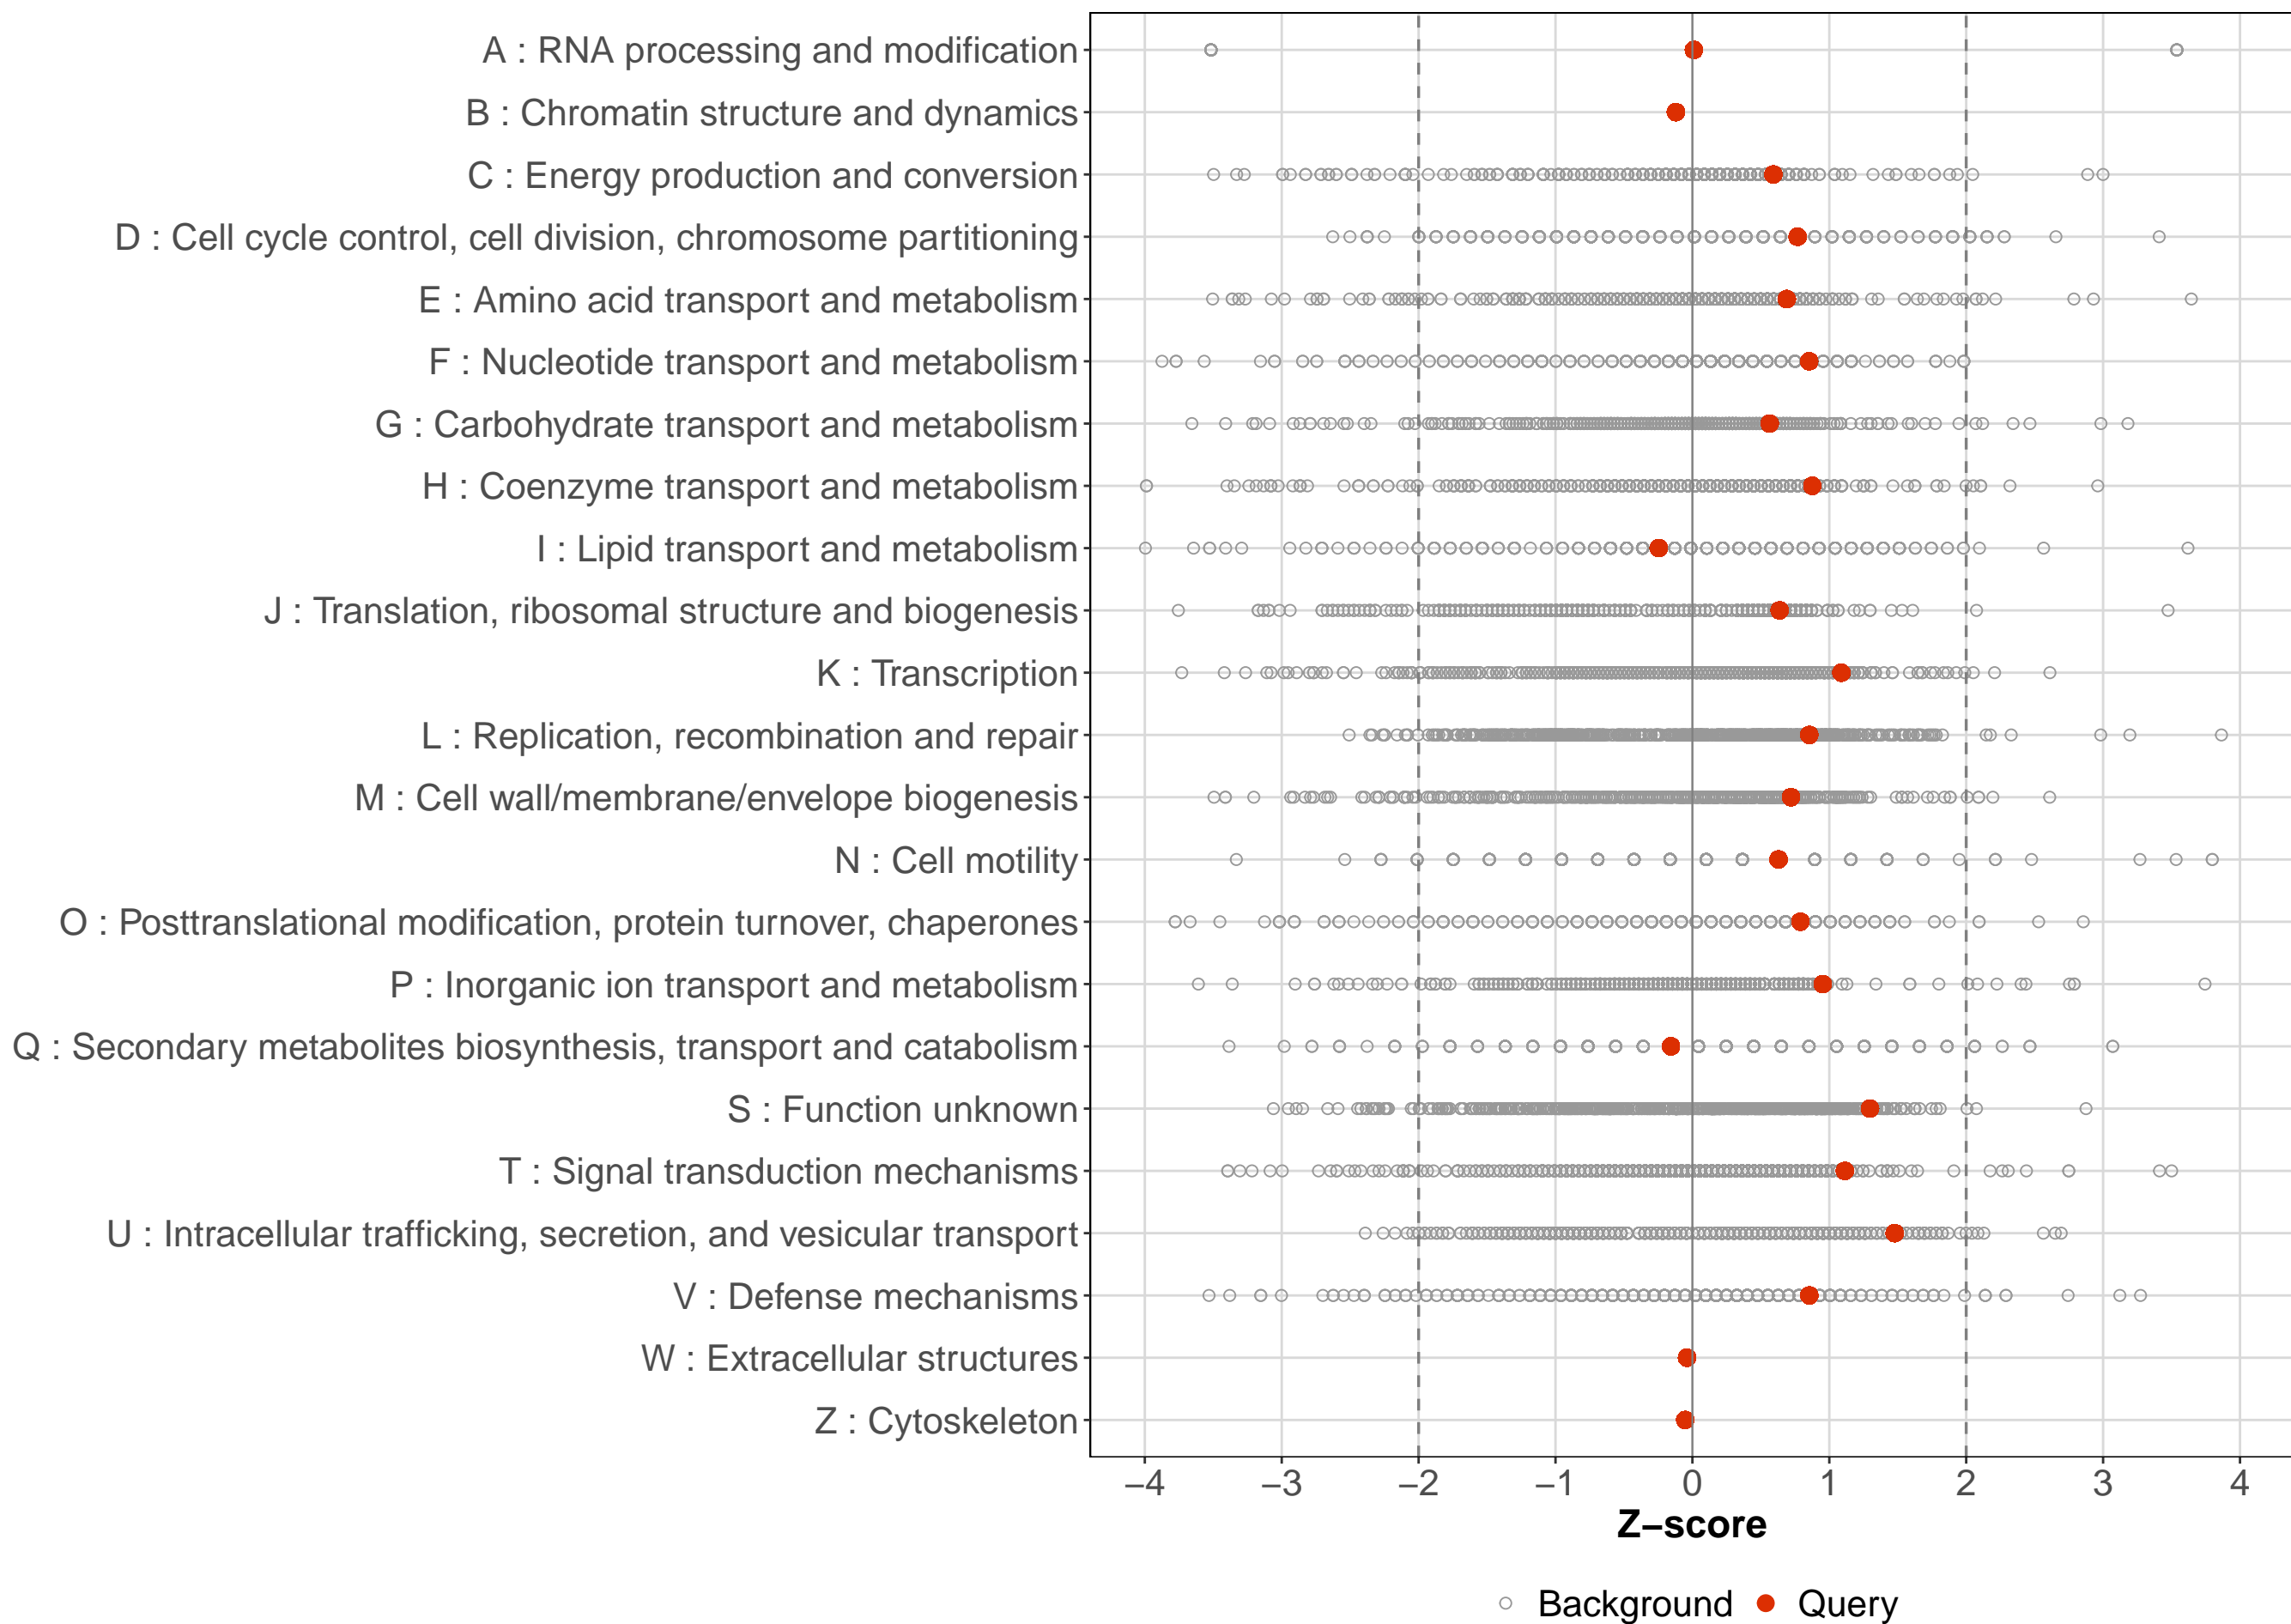 A : RNA processing and modification
B : Chromatin structure and dynamics
C : Energy production and conversion
D : Cell cycle control, cell division, chromosome partitioning
E : Amino acid transport and metabolism
F : Nucleotide transport and metabolism
G : Carbohydrate transport and metabolism
H : Coenzyme transport and metabolism
I : Lipid transport and metabolism
J : Translation, ribosomal structure and biogenesis
K : Transcription
L : Replication, recombination and repair
M : Cell wall/membrane/envelope biogenesis
N : Cell motility
O : Posttranslational modification, protein turnover, chaperones
P : Inorganic ion transport and metabolism
Q : Secondary metabolites biosynthesis, transport and catabolism
S : Function unknown
T : Signal transduction mechanisms
U : Intracellular trafficking, secretion, and vesicular transport
V : Defense mechanisms
W : Extracellular structures
Z : Cytoskeleton
−4 −3 −2 −1 0 1 2 3 4
Z−score
Background Query